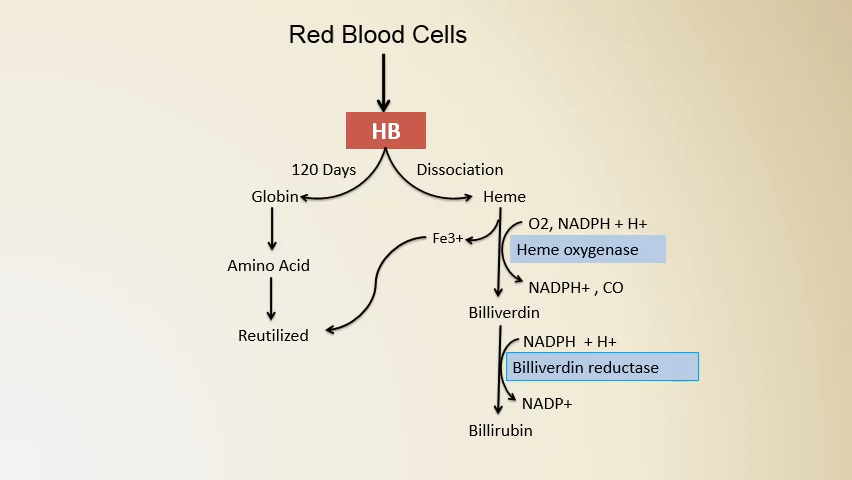 Red Blood Cells
HB
120 Days
Dissociation
Globin
Heme
O2, NADPH + H+
Fe3+
Heme oxygenase
Amino Acid
NADPH+ , CO
Billiverdin
Reutilized
NADPH + H+
Billiverdin reductase
NADP+
Billirubin